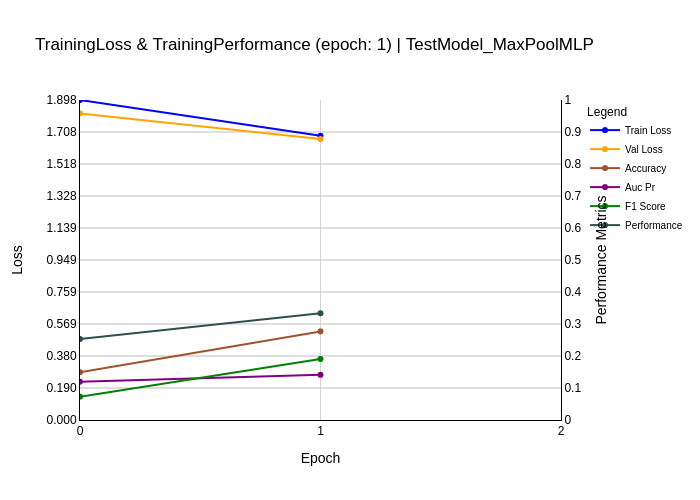 TrainingLoss & TrainingPerformance (epoch: 1) | TestModel_MaxPoolMLP
1.898
1.708
1.518
1.328
1.139
0.949
0.759
0.569
0.380
0.190
0.000
Loss
0
1
2
Epoch
1
0.9
0.8
0.7
0.6
0.5
0.4
0.3
0.2
0.1
0
Performance Metrics
Legend
Train Loss
Val Loss
Accuracy
Auc Pr
F1 Score
Performance